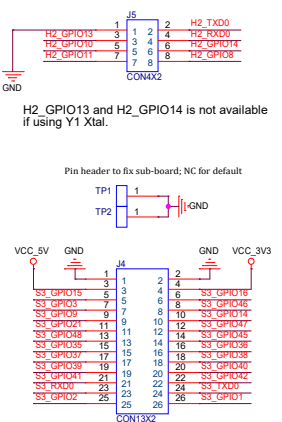 J5
1 1 2 2 H2_TXD0
H2_GPIO13 3 3 4 4 H2_RXD0
H2_GPIO10 5 5 6 6 H2_GPIO14
H2_GPIO11 7 7 8 8 H2_GPIO8
CON4X2
GND
H2_GPIO13 and H2_GPIO14 is not available
if using Y1 Xtal.
Pin header to fix sub-board; NC for default
TP1 1
GND
TP2 1
VCC_5V GND GND VCC_3V3
J4
1 1 2 2
3 3 4 4
S3_GPIO15 5 5 6 6 S3_GPIO16
S3_GPIO3 7 7 8 8 S3_GPIO46
S3_GPIO9 9 9 10 10 S3_GPIO14
S3_GPIO21 11 11 12 12 S3_GPIO47
S3_GPIO48 13 13 14 14 S3_GPIO45
S3_GPIO35 15 15 16 16 S3_GPIO36
S3_GPIO37 17 17 18 18 S3_GPIO38
S3_GPIO39 19 19 20 20 S3_GPIO40
S3_GPIO41 21 21 22 22 S3_GPIO42
S3_RXD0 23 23 24 24 S3_TXD0
S3_GPIO2 25 25 26 26 S3_GPIO1
CON13X2